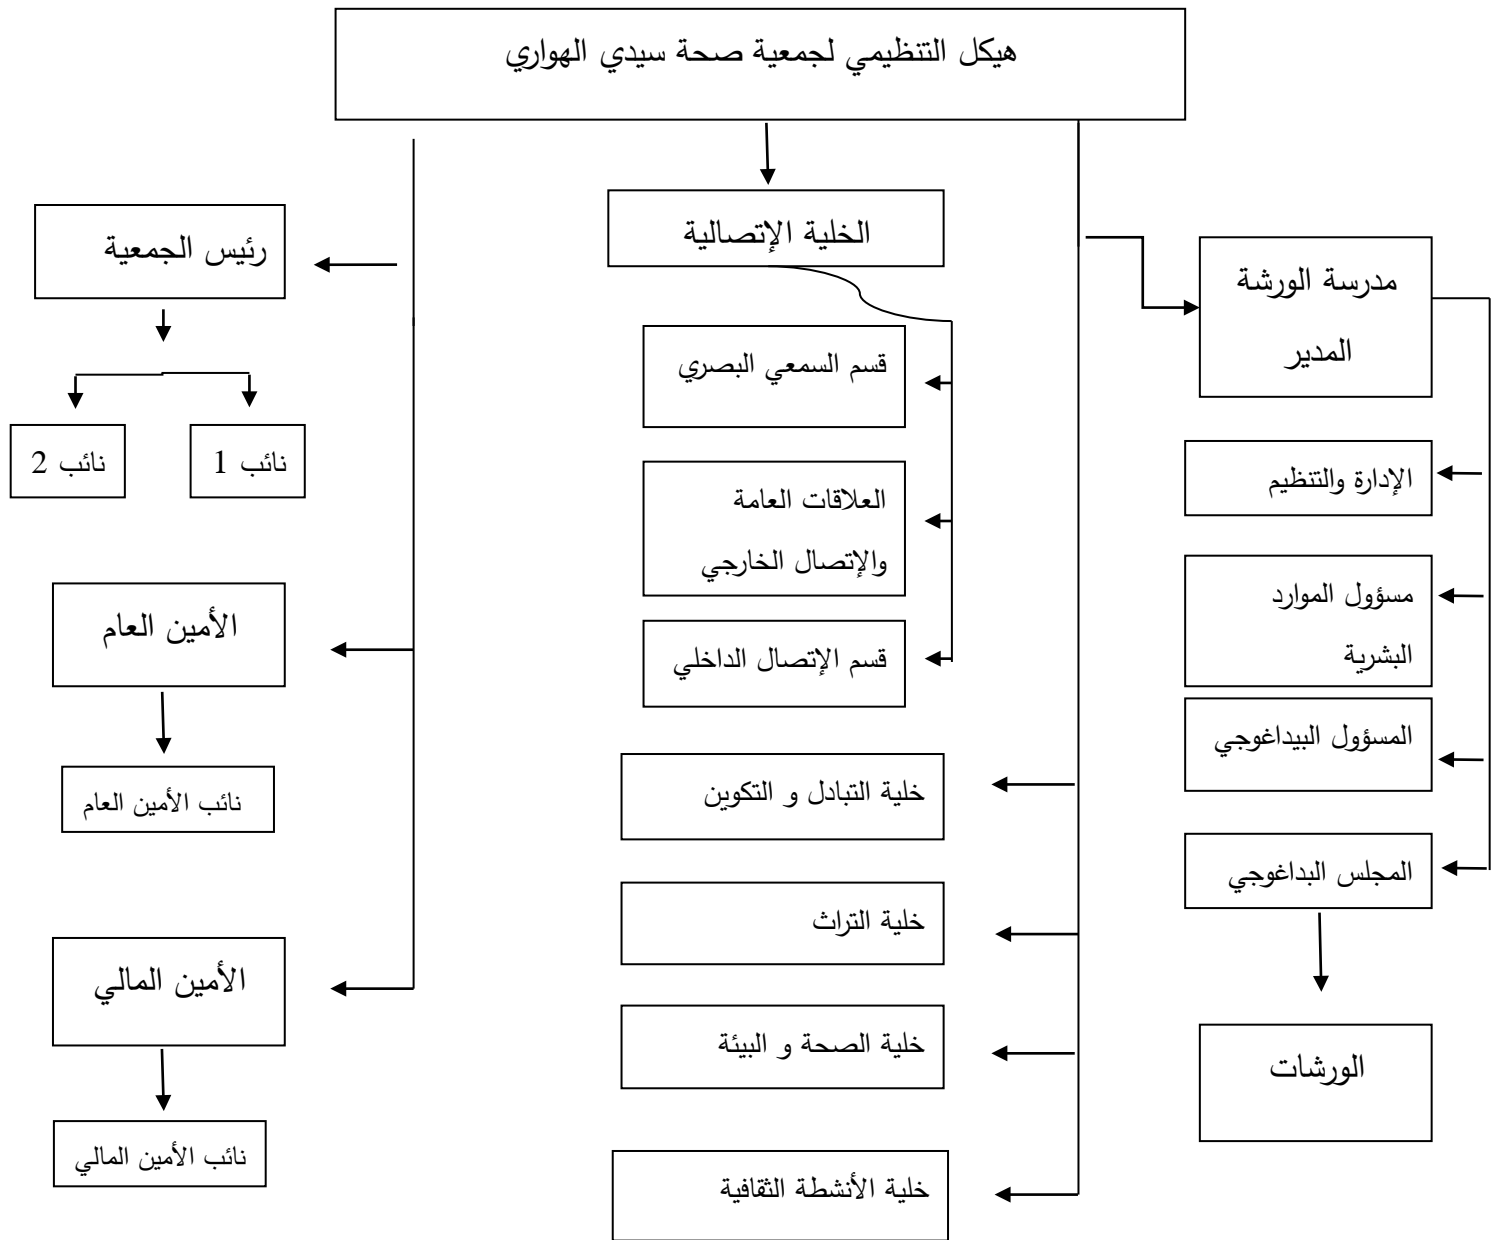 هيكل التنظيمي لجمعية صحة سيدي الهواري
مدرسة الورشة
المدير
الإدارة والتنظيم
مسؤول الموارد
البشرية
المسؤول البيداغوجي
المجلس البداغوجي
الورشات
الخلية الإتصالية
قسم السمعي البصري
العلاقات العامة
والإتصال الخارجي
قسم الإتصال الداخلي
خلية التبادل و التكوين
خلية التراث
خلية الصحة و البيئة
خلية الأنشطة الثقافية
رئيس الجمعية
نائب 1
نائب 2
الأمين العام
نائب الأمين العام
الأمين المالي
نائب الأمين المالي